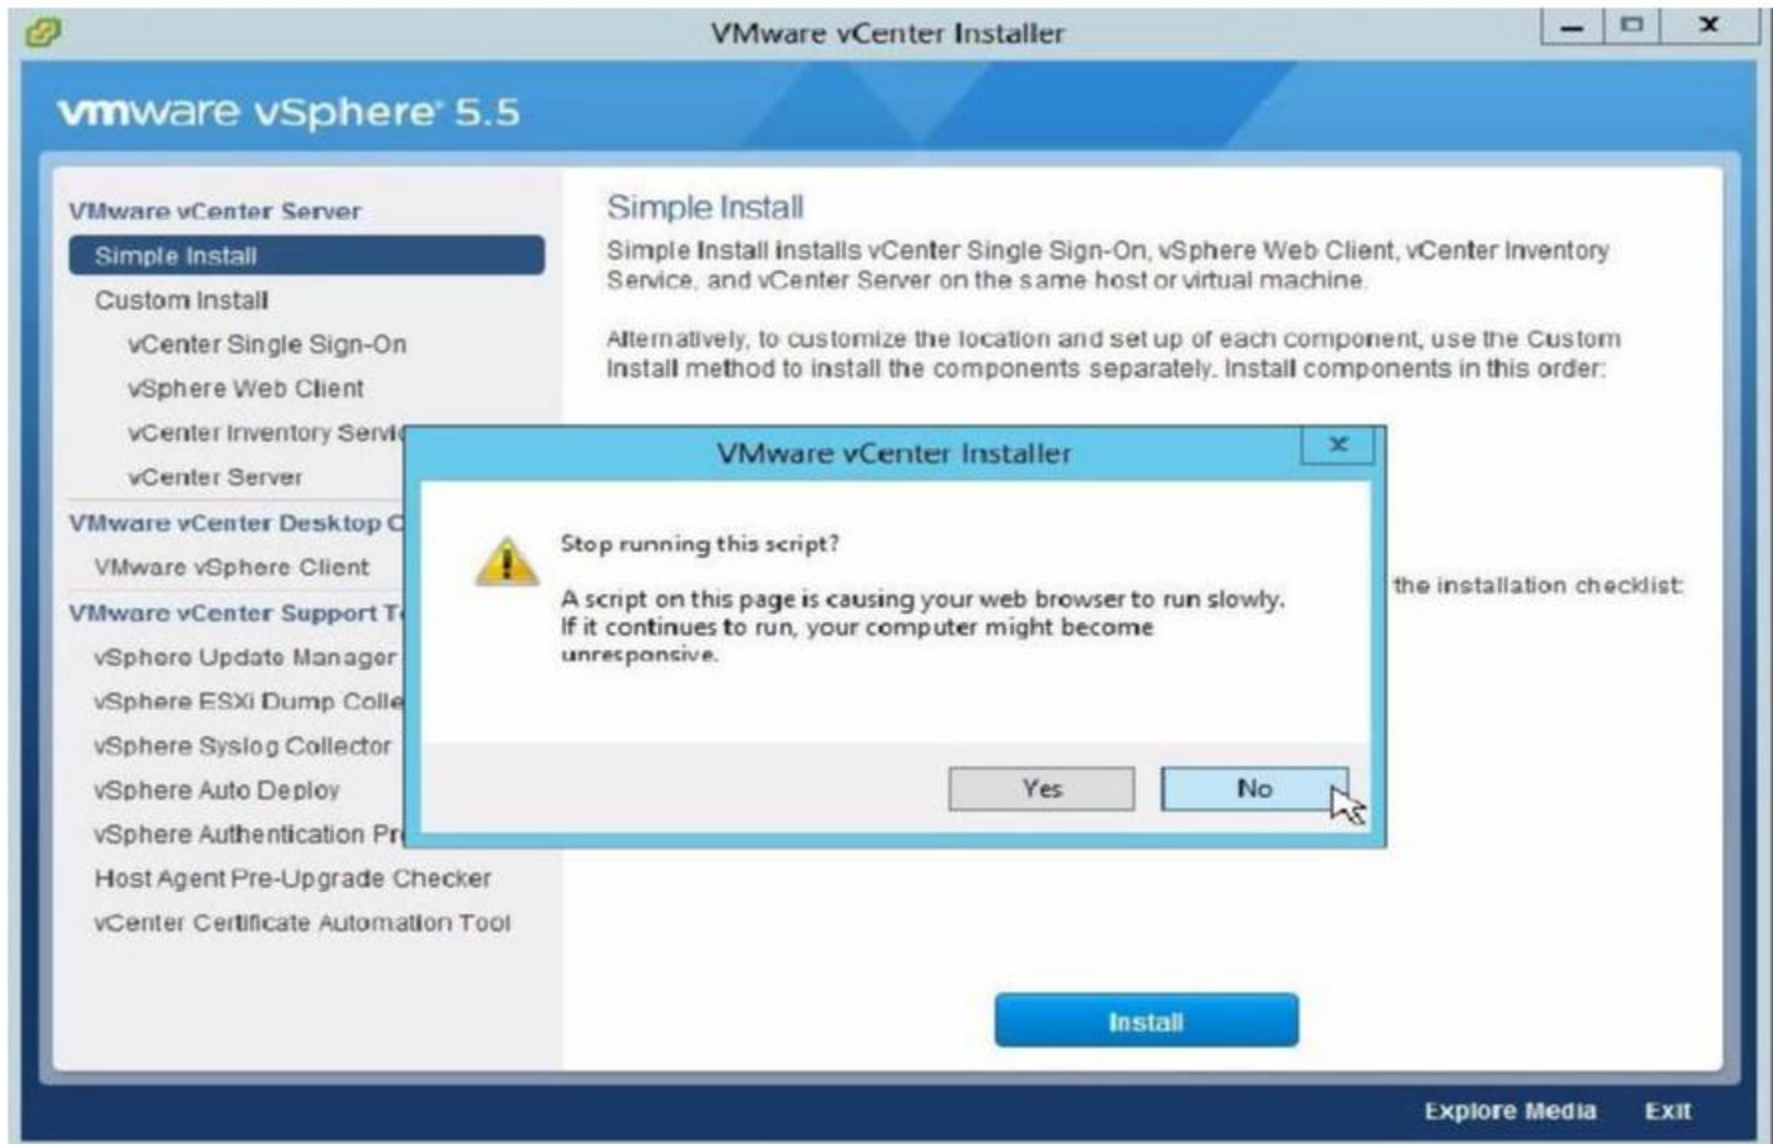 VMware vCenter Installer
vmware vSphere 5.5
VMware vCenter Server
Simple Install
Custom Install
vCenter Single Sign-On
vSphere Web Client
vCenter Inventory
vCenter Server
VMware vCenter Desktop
VMware vSphere Client
VMware vCenter Support
vSphere Update Manager
vSphere ESXi Dump
vSphere Syslog Collector
vSphere Auto Deploy
vSphere Authentication
Host Agent Pre-Upgrade Checker
vCenter Certificate Automation Tool
Simple Install
Simple Install installs vCenter Single Sign-On, vSphere Web Client, vCenter Inventory
Service, and vCenter Server on the same host or virtual machine.
Alternatively, to customize the location and set up of each component, use the Custom
Install method to install the components separately. Install components in this order:
the installation checklist:
VMware vCenter Installer
Stop running this script?
A script on this page is causing your web browser to run slowly.
If it continues to run, your computer might become
unresponsive.
Yes
No
Install
Explore Media
Exit